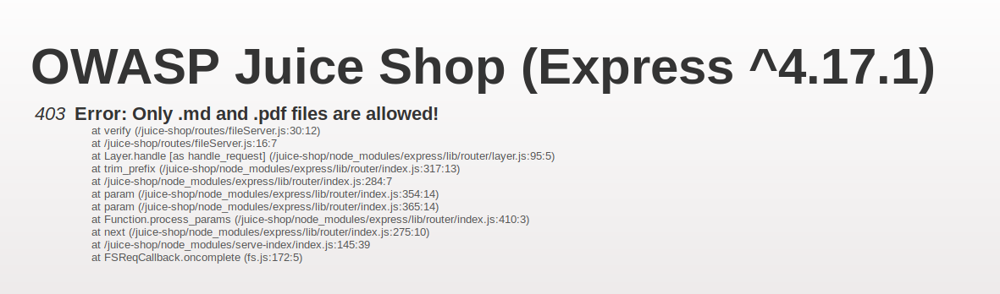 OWASP Juice Shop (Express ^4.17.1)
403 Error: Only .md and .pdf files are allowed!
at verify (/juice-shop/routes/fileServer.js:30:12)
at /juice-shop/routes/fileServer.js:16:7
at Layer.handle [as handle_request] (/juice-shop/node_modules/express/lib/router/layer.js:95:5)
at trim_prefix (/juice-shop/node_modules/express/lib/router/index.js:317:13)
at /juice-shop/node_modules/express/lib/router/index.js:284:7
at param (/juice-shop/node_modules/express/lib/router/index.js:354:14)
at param (/juice-shop/node_modules/express/lib/router/index.js:365:14)
at Function.process_params (/juice-shop/node_modules/express/lib/router/index.js:410:3)
at next (/juice-shop/node_modules/express/lib/router/index.js:275:10)
at /juice-shop/node_modules/serve-index/index.js:145:39
at FSReqCallback.oncomplete (fs.js:172:5)